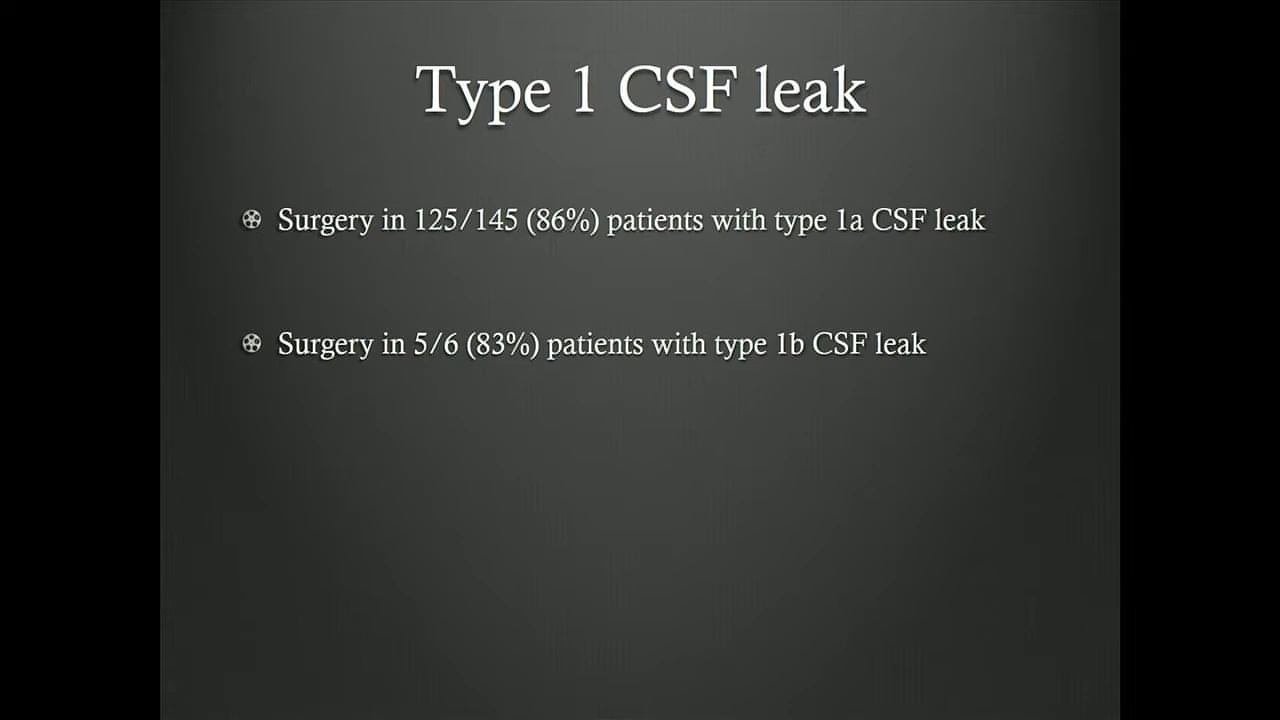 Type 1 CSF leak
Surgery in 125/145 (86%) patients with type 1a CSF leak
Surgery in 5/6 (83%) patients with type 1b CSF leak